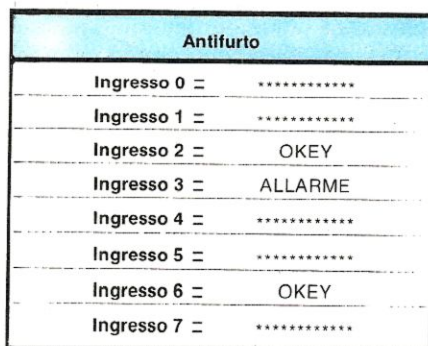 Antifurto
Ingresso 0 = ************
Ingresso 1 = ************
Ingresso 2 = OKEY
Ingresso 3 = ALLARME
Ingresso 4 = ************
Ingresso 5 = ************
Ingresso 6 = OKEY
Ingresso 7 = ************